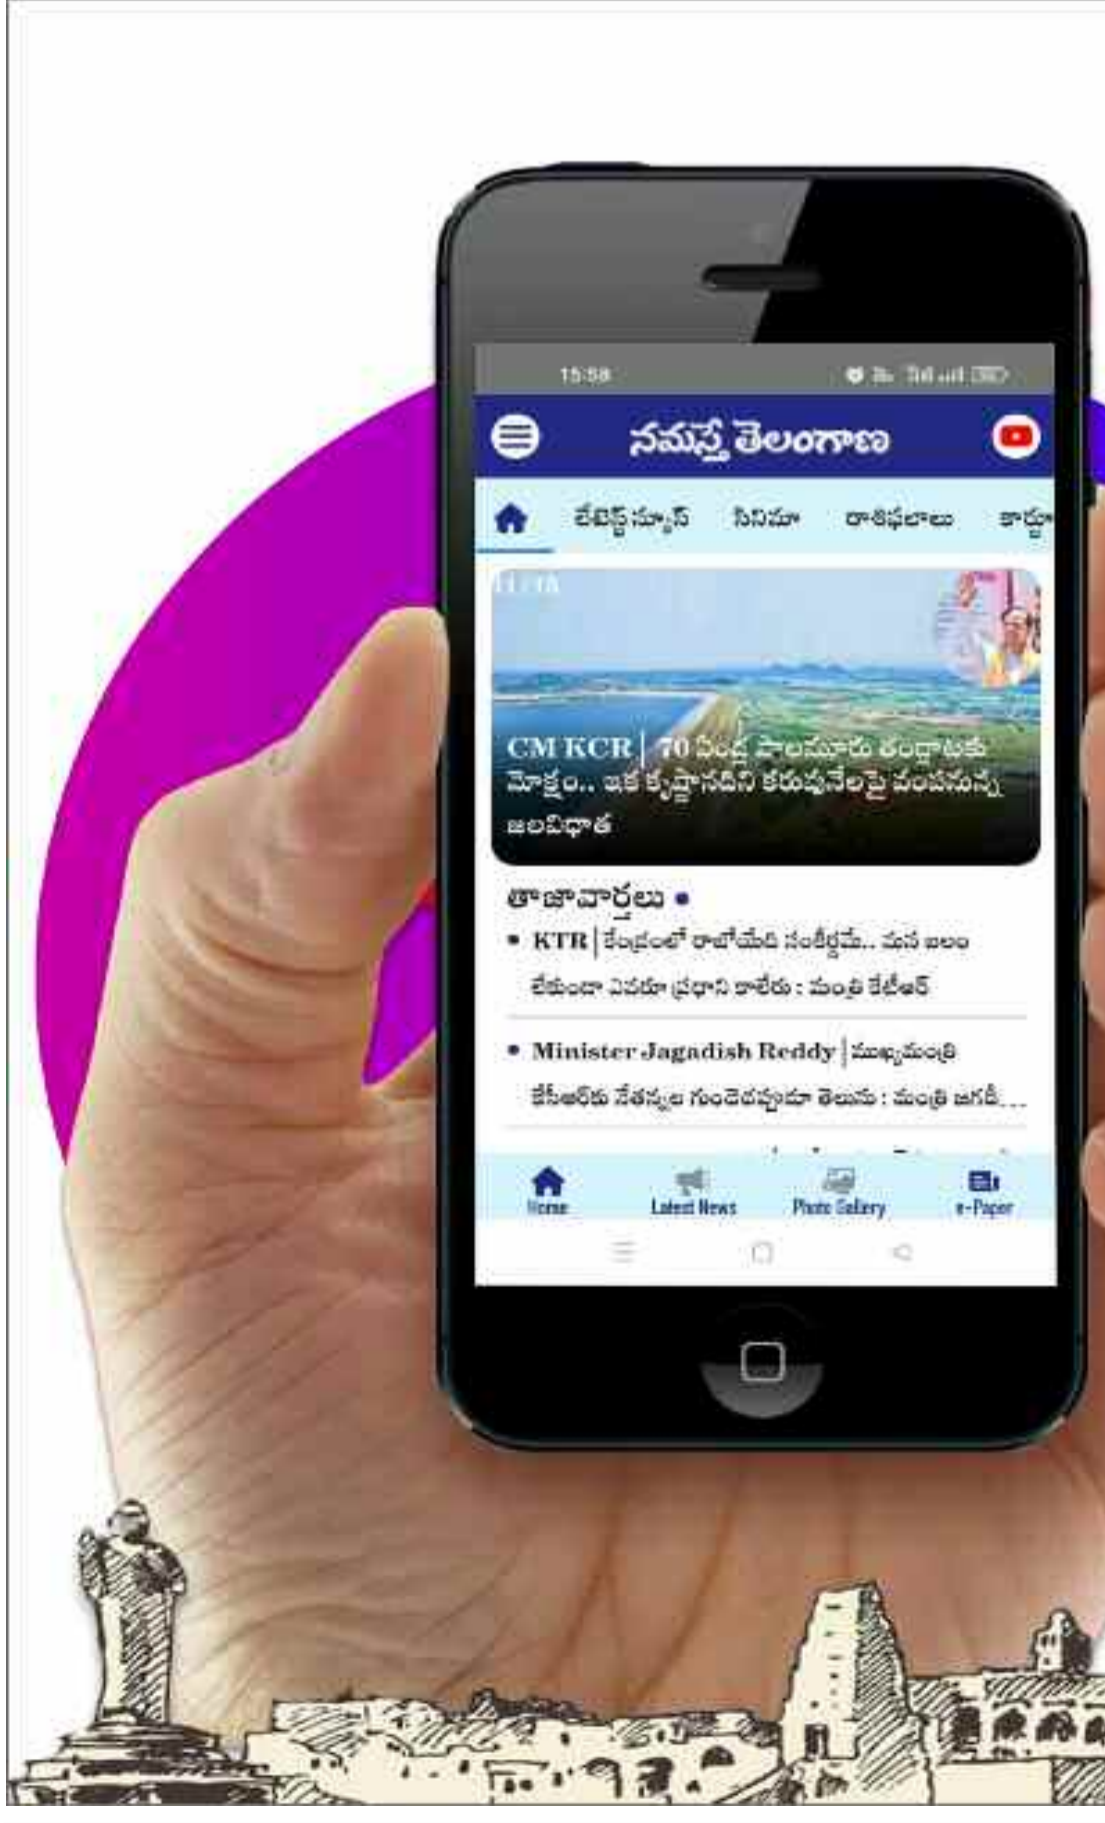 15:58
నమస్తే తెలంగాణ
లేటెస్ట్ న్యూస్ సినిమా రాశిఫలాలు కార్టూ
11/15
CM KCR | 70 ఏండ్ల పాలమూరు తండ్లాటకు
మోక్షం.. ఇక కృష్ణానదిని కరువునేలపై వంపనున్న
జలవిధాత
తాజావార్తలు
• KTR | కేంద్రంలో రాబోయేది సంకీర్ణమే.. మన బలం
లేకుండా ఎవరూ ప్రధాని కాలేరు : మంత్రి కేటీఆర్
• Minister Jagadish Reddy | ముఖ్యమంత్రి
కేసీఆర్‌కు నేతన్నల గుండెచప్పుడూ తెలుసు : మంత్రి జగదీ...
Home Latest News Photo Gallery e-Paper